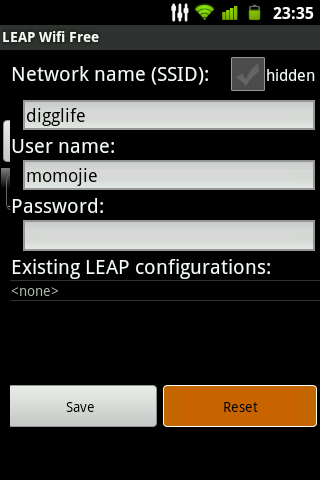 23:35
LEAP Wifi Free
Network name (SSID): hidden
digglife
User name:
momojie
Password:
Existing LEAP configurations:
<none>
Save Reset